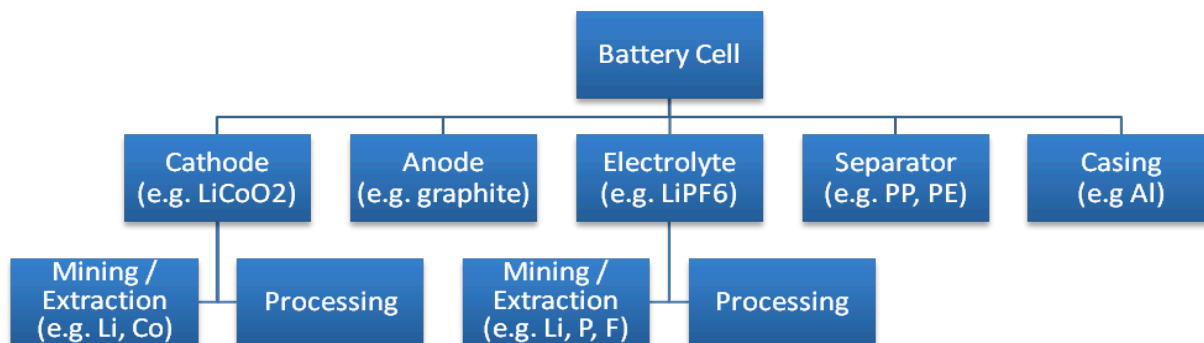 Battery Cell
Cathode
(e.g. LiCoO2)
Anode
(e.g. graphite)
Electrolyte
(e.g. LiPF6)
Separator
(e.g. PP, PE)
Casing
(e.g Al)
Mining /
Extraction
(e.g. Li, Co)
Processing
Mining /
Extraction
(e.g. Li, P, F)
Processing